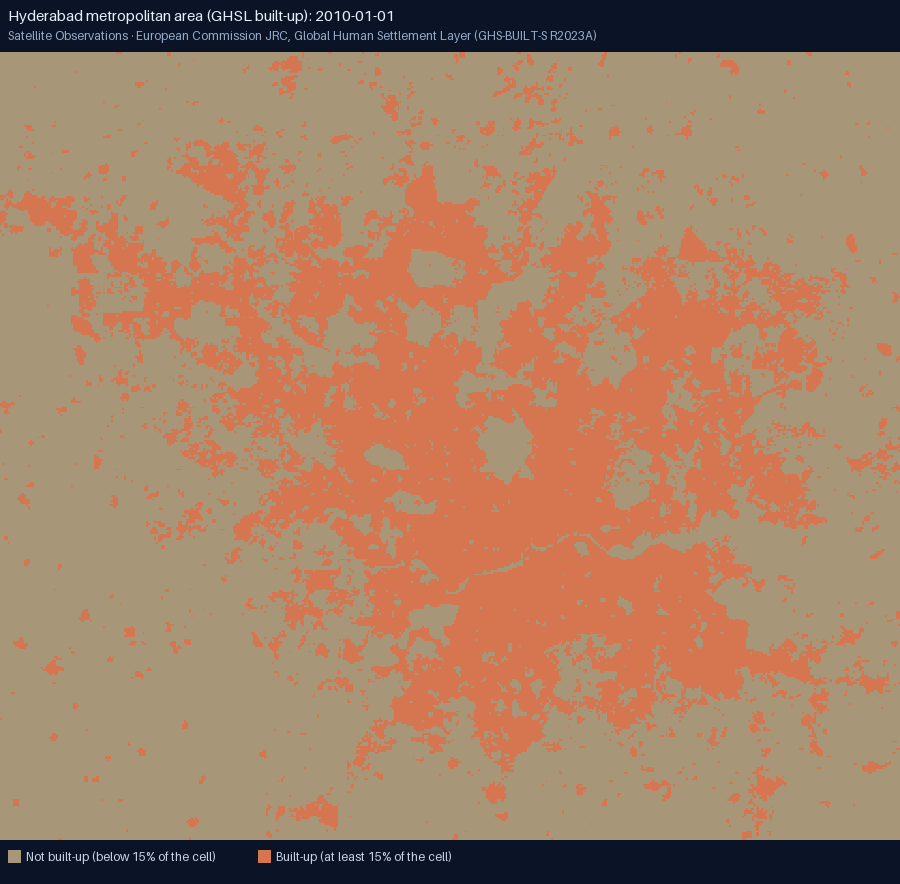 Hyderabad metropolitan area (GHSL built-up): 2010-01-01
Satellite Observations · European Commission JRC, Global Human Settlement Layer (GHS-BUILT-S R2023A)
Not built-up (below 15% of the cell)
Built-up (at least 15% of the cell)